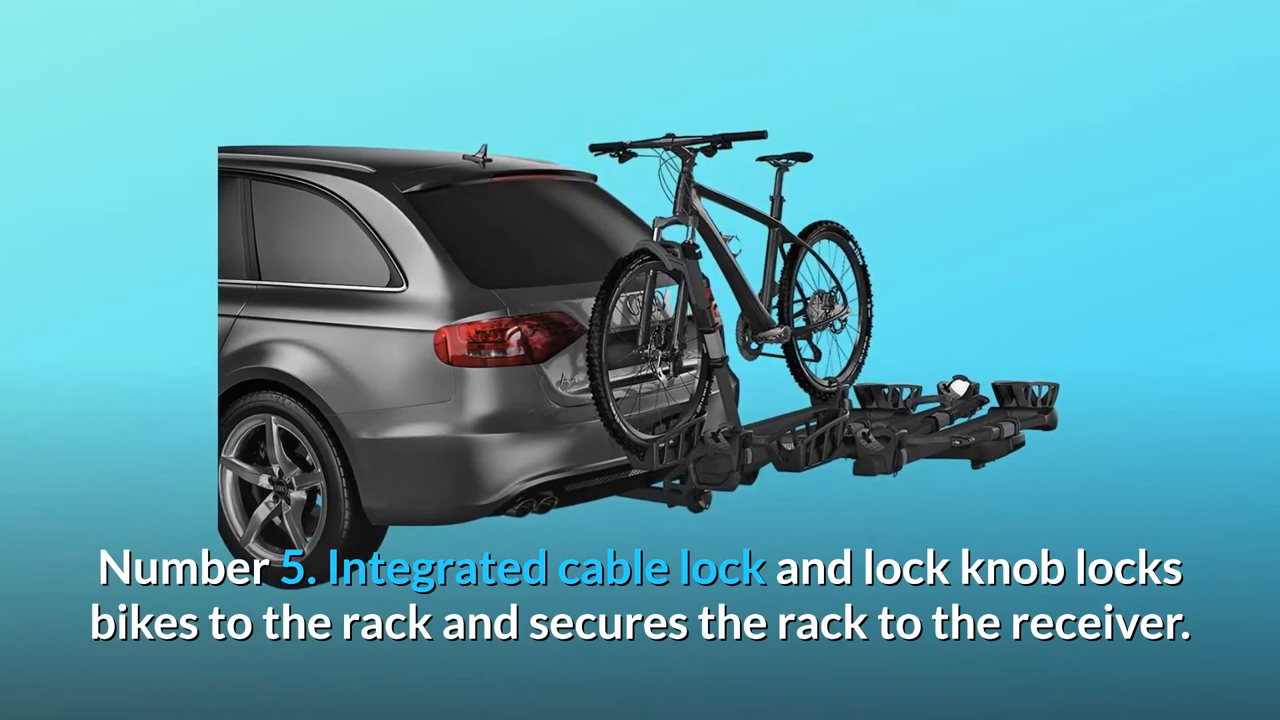 Number 5. Integrated cable lock and lock knob locks
bikes to the rack and secures the rack to the receiver.